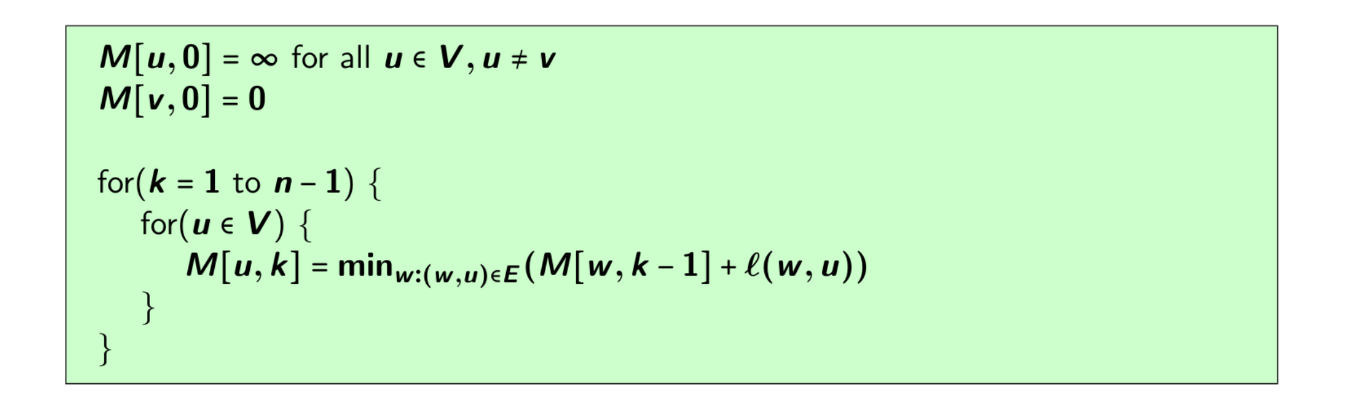 M[u, 0] = ∞ for all u ∈ V, u ≠ v
M[v, 0] = 0
for(k = 1 to n − 1) {
for(u ∈ V) {
M[u, k] = min_{w:(w,u)∈E}(M[w, k − 1] + ℓ(w, u))
}
}